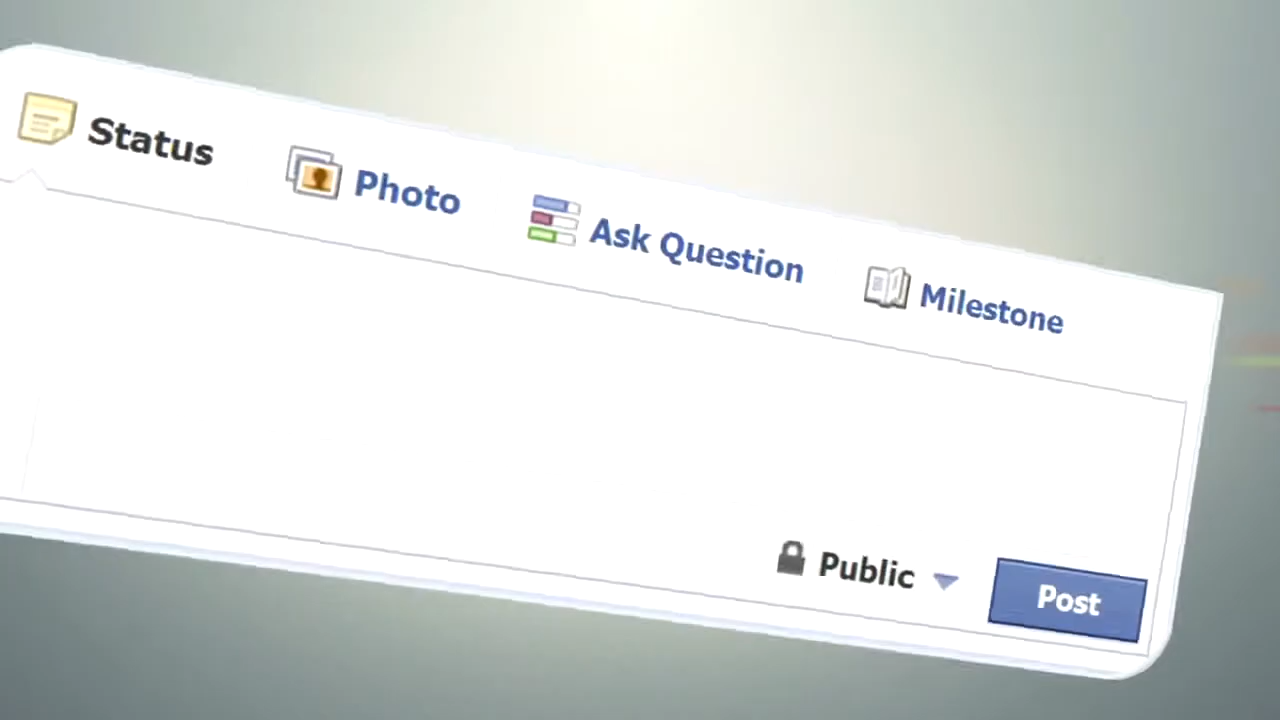 Status
Photo
Ask Question
Milestone
Public
Post